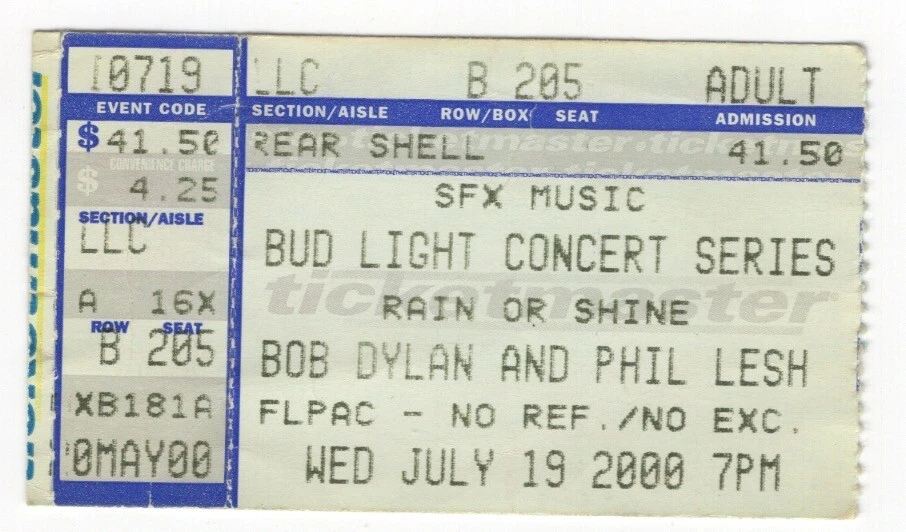 10719
EVENT CODE
$ 41.50
CONVENIENCE CHARGE
$ 4.25
SECTION/AISLE
LLC
A 16X
ROW SEAT
B 205
XB181A
0MAY00
LLC B 205 ADULT
SECTION/AISLE ROW/BOX SEAT ADMISSION
REAR SHELL 41.50
SFX MUSIC
BUD LIGHT CONCERT SERIES
ticketmaster
RAIN OR SHINE
BOB DYLAN AND PHIL LESH
FLPAC - NO REF./NO EXC.
WED JULY 19 2000 7PM